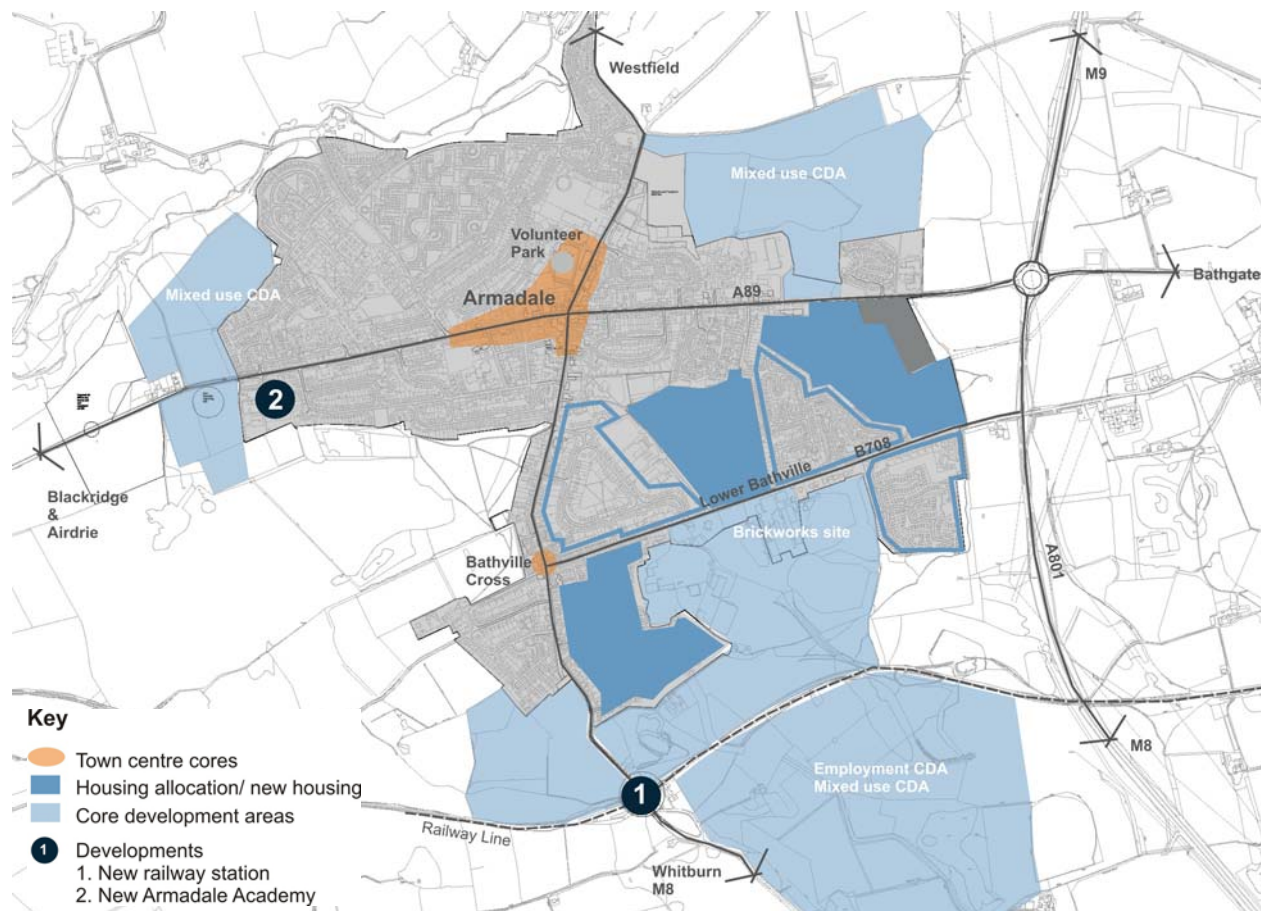 Westfield
M9
Mixed use CDA
Volunteer
Park
Bathgate
Mixed use CDA
Armadale
A89
2
B708
Lower Bathville
Blackridge
&
Airdrie
Brickworks site
Bathville
Cross
A801
Key
Town centre cores
Housing allocation/ new housing
Core development areas
1 Developments
1. New railway station
2. New Armadale Academy
M8
Employment CDA
Mixed use CDA
1
Railway Line
Whitburn
M8